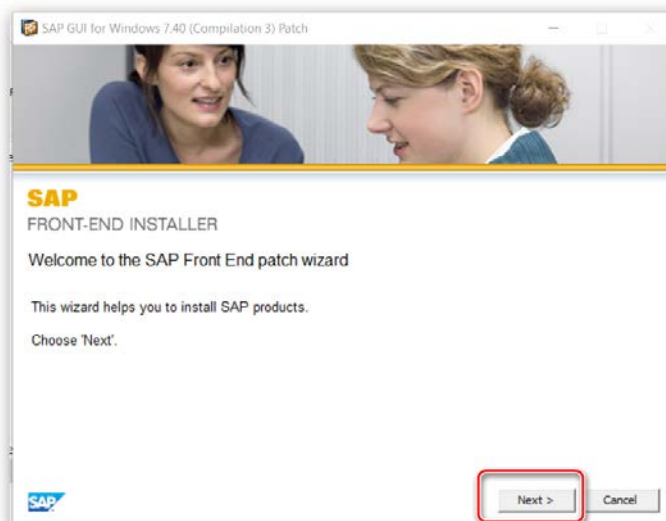 SAP GUI for Windows 7.40 (Compilation 3) Patch
SAP
FRONT-END INSTALLER
Welcome to the SAP Front End patch wizard
This wizard helps you to install SAP products.
Choose 'Next'.
SAP
Next >
Cancel